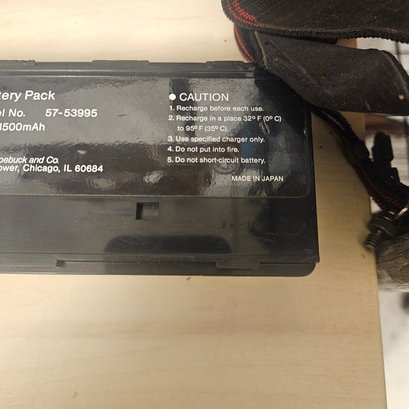 tery Pack
el No. 57-53995
1500mAh
oebuck and Co.
ower, Chicago, IL 60684
● CAUTION
1. Recharge before each use.
2. Recharge in a place 32° F (0° C)
to 95° F (35° C).
3. Use specified charger only.
4. Do not put into fire.
5. Do not short-circuit battery.
MADE IN JAPAN